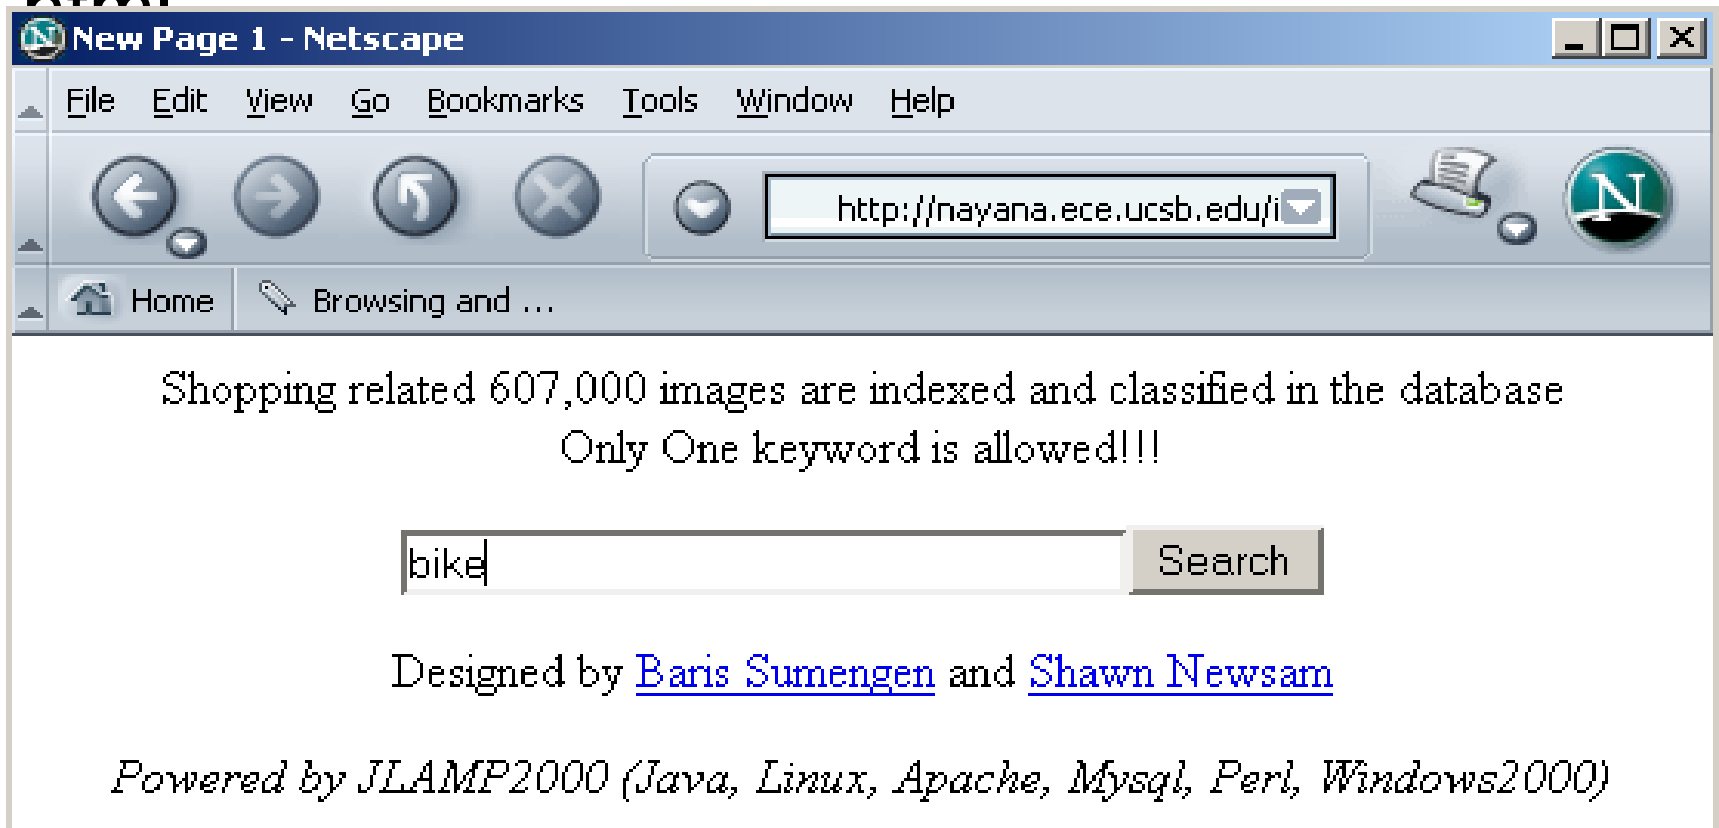 html
New Page 1 - Netscape
File Edit View Go Bookmarks Tools Window Help
http://nayana.ece.ucsb.edu/i
Home Browsing and ...
Shopping related 607,000 images are indexed and classified in the database
Only One keyword is allowed!!!
bike Search
Designed by Baris Sumengen and Shawn Newsam
Powered by JLAMP2000 (Java, Linux, Apache, Mysql, Perl, Windows2000)